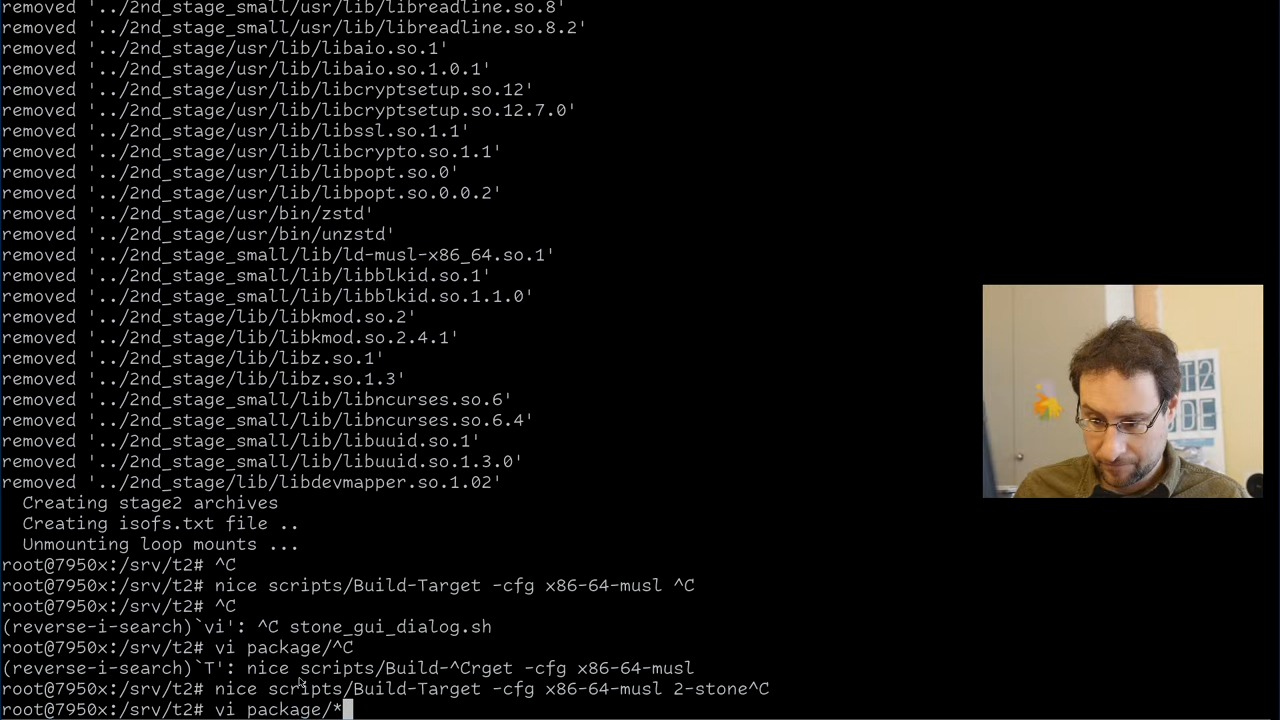 removed '../2nd_stage_small/usr/lib/libreadline.so.8'
removed '../2nd_stage_small/usr/lib/libreadline.so.8.2'
removed '../2nd_stage/usr/lib/libaio.so.1'
removed '../2nd_stage/usr/lib/libaio.so.1.0.1'
removed '../2nd_stage/usr/lib/libcryptsetup.so.12'
removed '../2nd_stage/usr/lib/libcryptsetup.so.12.7.0'
removed '../2nd_stage/usr/lib/libssl.so.1.1'
removed '../2nd_stage/usr/lib/libcrypto.so.1.1'
removed '../2nd_stage/usr/lib/libpopt.so.0'
removed '../2nd_stage/usr/lib/libpopt.so.0.0.2'
removed '../2nd_stage/usr/bin/zstd'
removed '../2nd_stage/usr/bin/unzstd'
removed '../2nd_stage_small/lib/ld-musl-x86_64.so.1'
removed '../2nd_stage_small/lib/libblkid.so.1'
removed '../2nd_stage_small/lib/libblkid.so.1.1.0'
removed '../2nd_stage/lib/libkmod.so.2'
removed '../2nd_stage/lib/libkmod.so.2.4.1'
removed '../2nd_stage/lib/libz.so.1'
removed '../2nd_stage/lib/libz.so.1.3'
removed '../2nd_stage_small/lib/libncurses.so.6'
removed '../2nd_stage_small/lib/libncurses.so.6.4'
removed '../2nd_stage_small/lib/libuuid.so.1'
removed '../2nd_stage_small/lib/libuuid.so.1.3.0'
removed '../2nd_stage/lib/libdevmapper.so.1.02'
Creating stage2 archives
Creating isofs.txt file ..
Unmounting loop mounts ...
root@7950x:/srv/t2# ^C
root@7950x:/srv/t2# nice scripts/Build-Target -cfg x86-64-musl ^C
root@7950x:/srv/t2# ^C
(reverse-i-search)`vi': ^C stone_gui_dialog.sh
root@7950x:/srv/t2# vi package/^C
(reverse-i-search)`T': nice scripts/Build-^Crget -cfg x86-64-musl
root@7950x:/srv/t2# nice scripts/Build-Target -cfg x86-64-musl 2-stone^C
root@7950x:/srv/t2# vi package/*